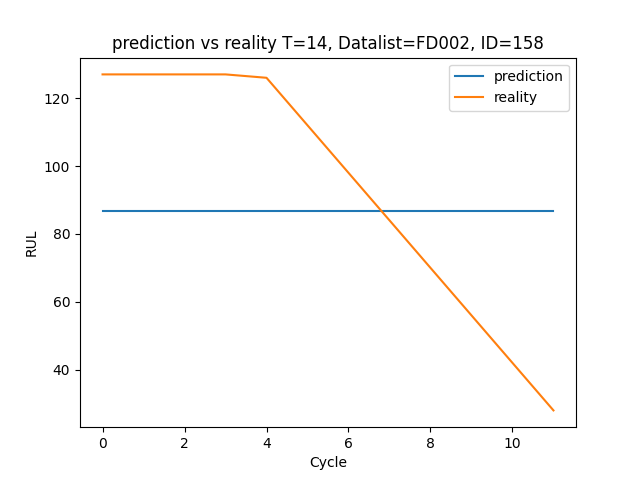 prediction vs reality T=14, Datalist=FD002, ID=158
prediction
reality
120
100
80
60
40
RUL
0 2 4 6 8 10
Cycle